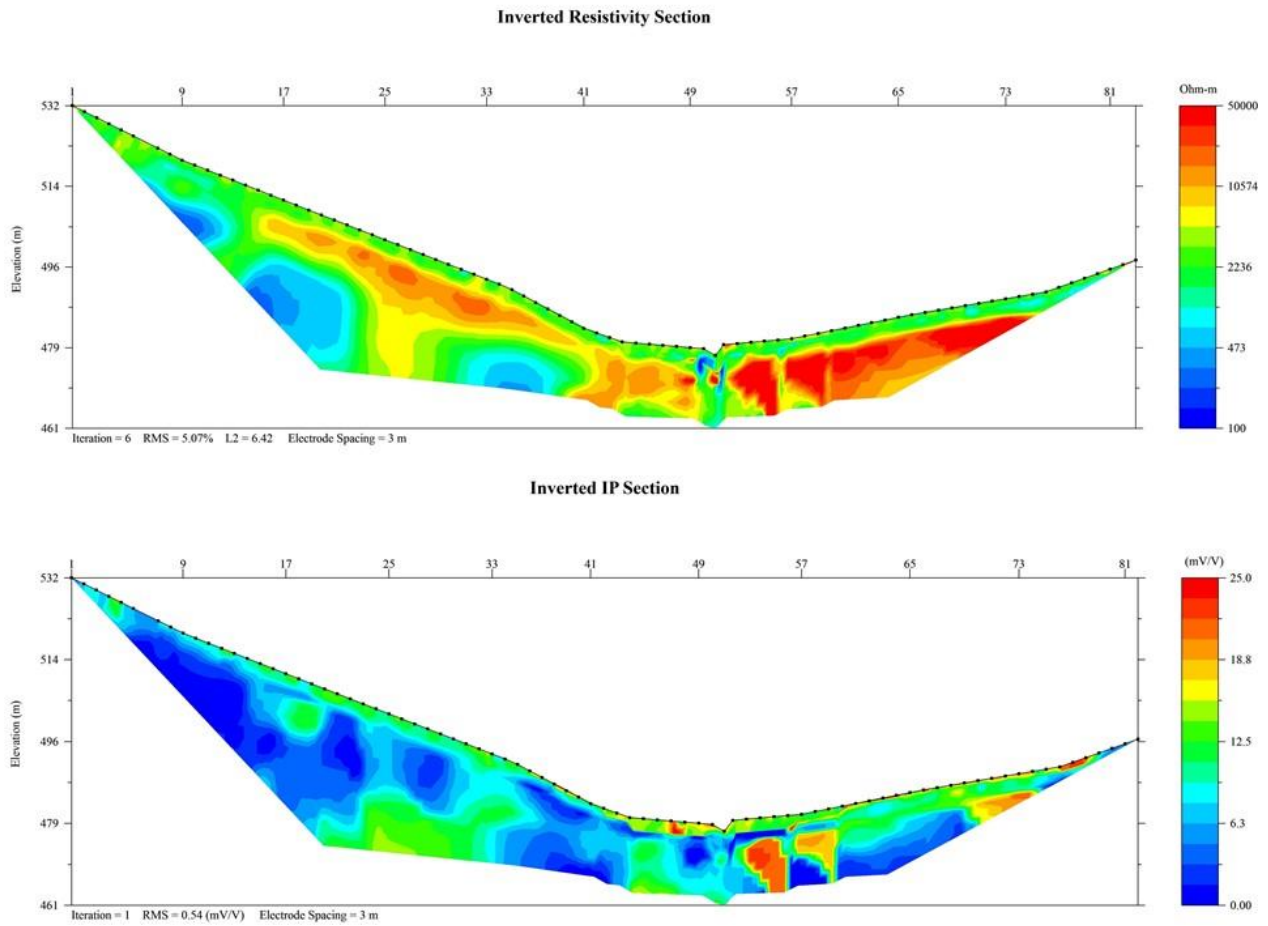 Inverted Resistivity Section
1 9 17 25 33 41 49 57 65 73 81
Ohm-m
532
514
496
479
461
Elevation (m)
50000
10574
2236
473
100
Iteration = 6 RMS = 5.07% L2 = 6.42 Electrode Spacing = 3 m
Inverted IP Section
1 9 17 25 33 41 49 57 65 73 81
(mV/V)
532
514
496
479
461
Elevation (m)
25.0
18.8
12.5
6.3
0.00
Iteration = 1 RMS = 0.54 (mV/V) Electrode Spacing = 3 m